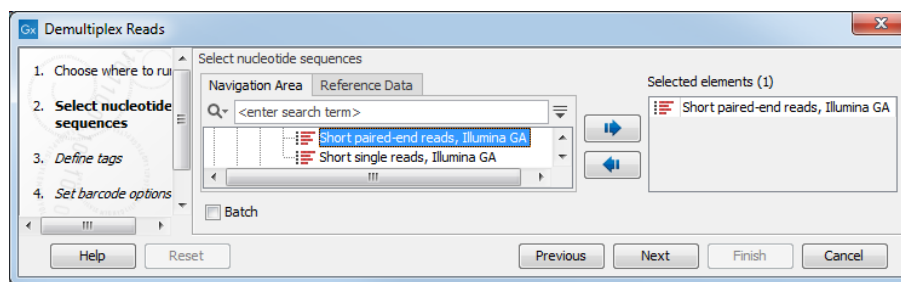 Gx Demultiplex Reads
1. Choose where to run
2. Select nucleotide
sequences
3. Define tags
4. Set barcode options
Select nucleotide sequences
Navigation Area Reference Data
<enter search term>
Short paired-end reads, Illumina GA
Short single reads, Illumina GA
Batch
Selected elements (1)
Short paired-end reads, Illumina GA
Help Reset Previous Next Finish Cancel